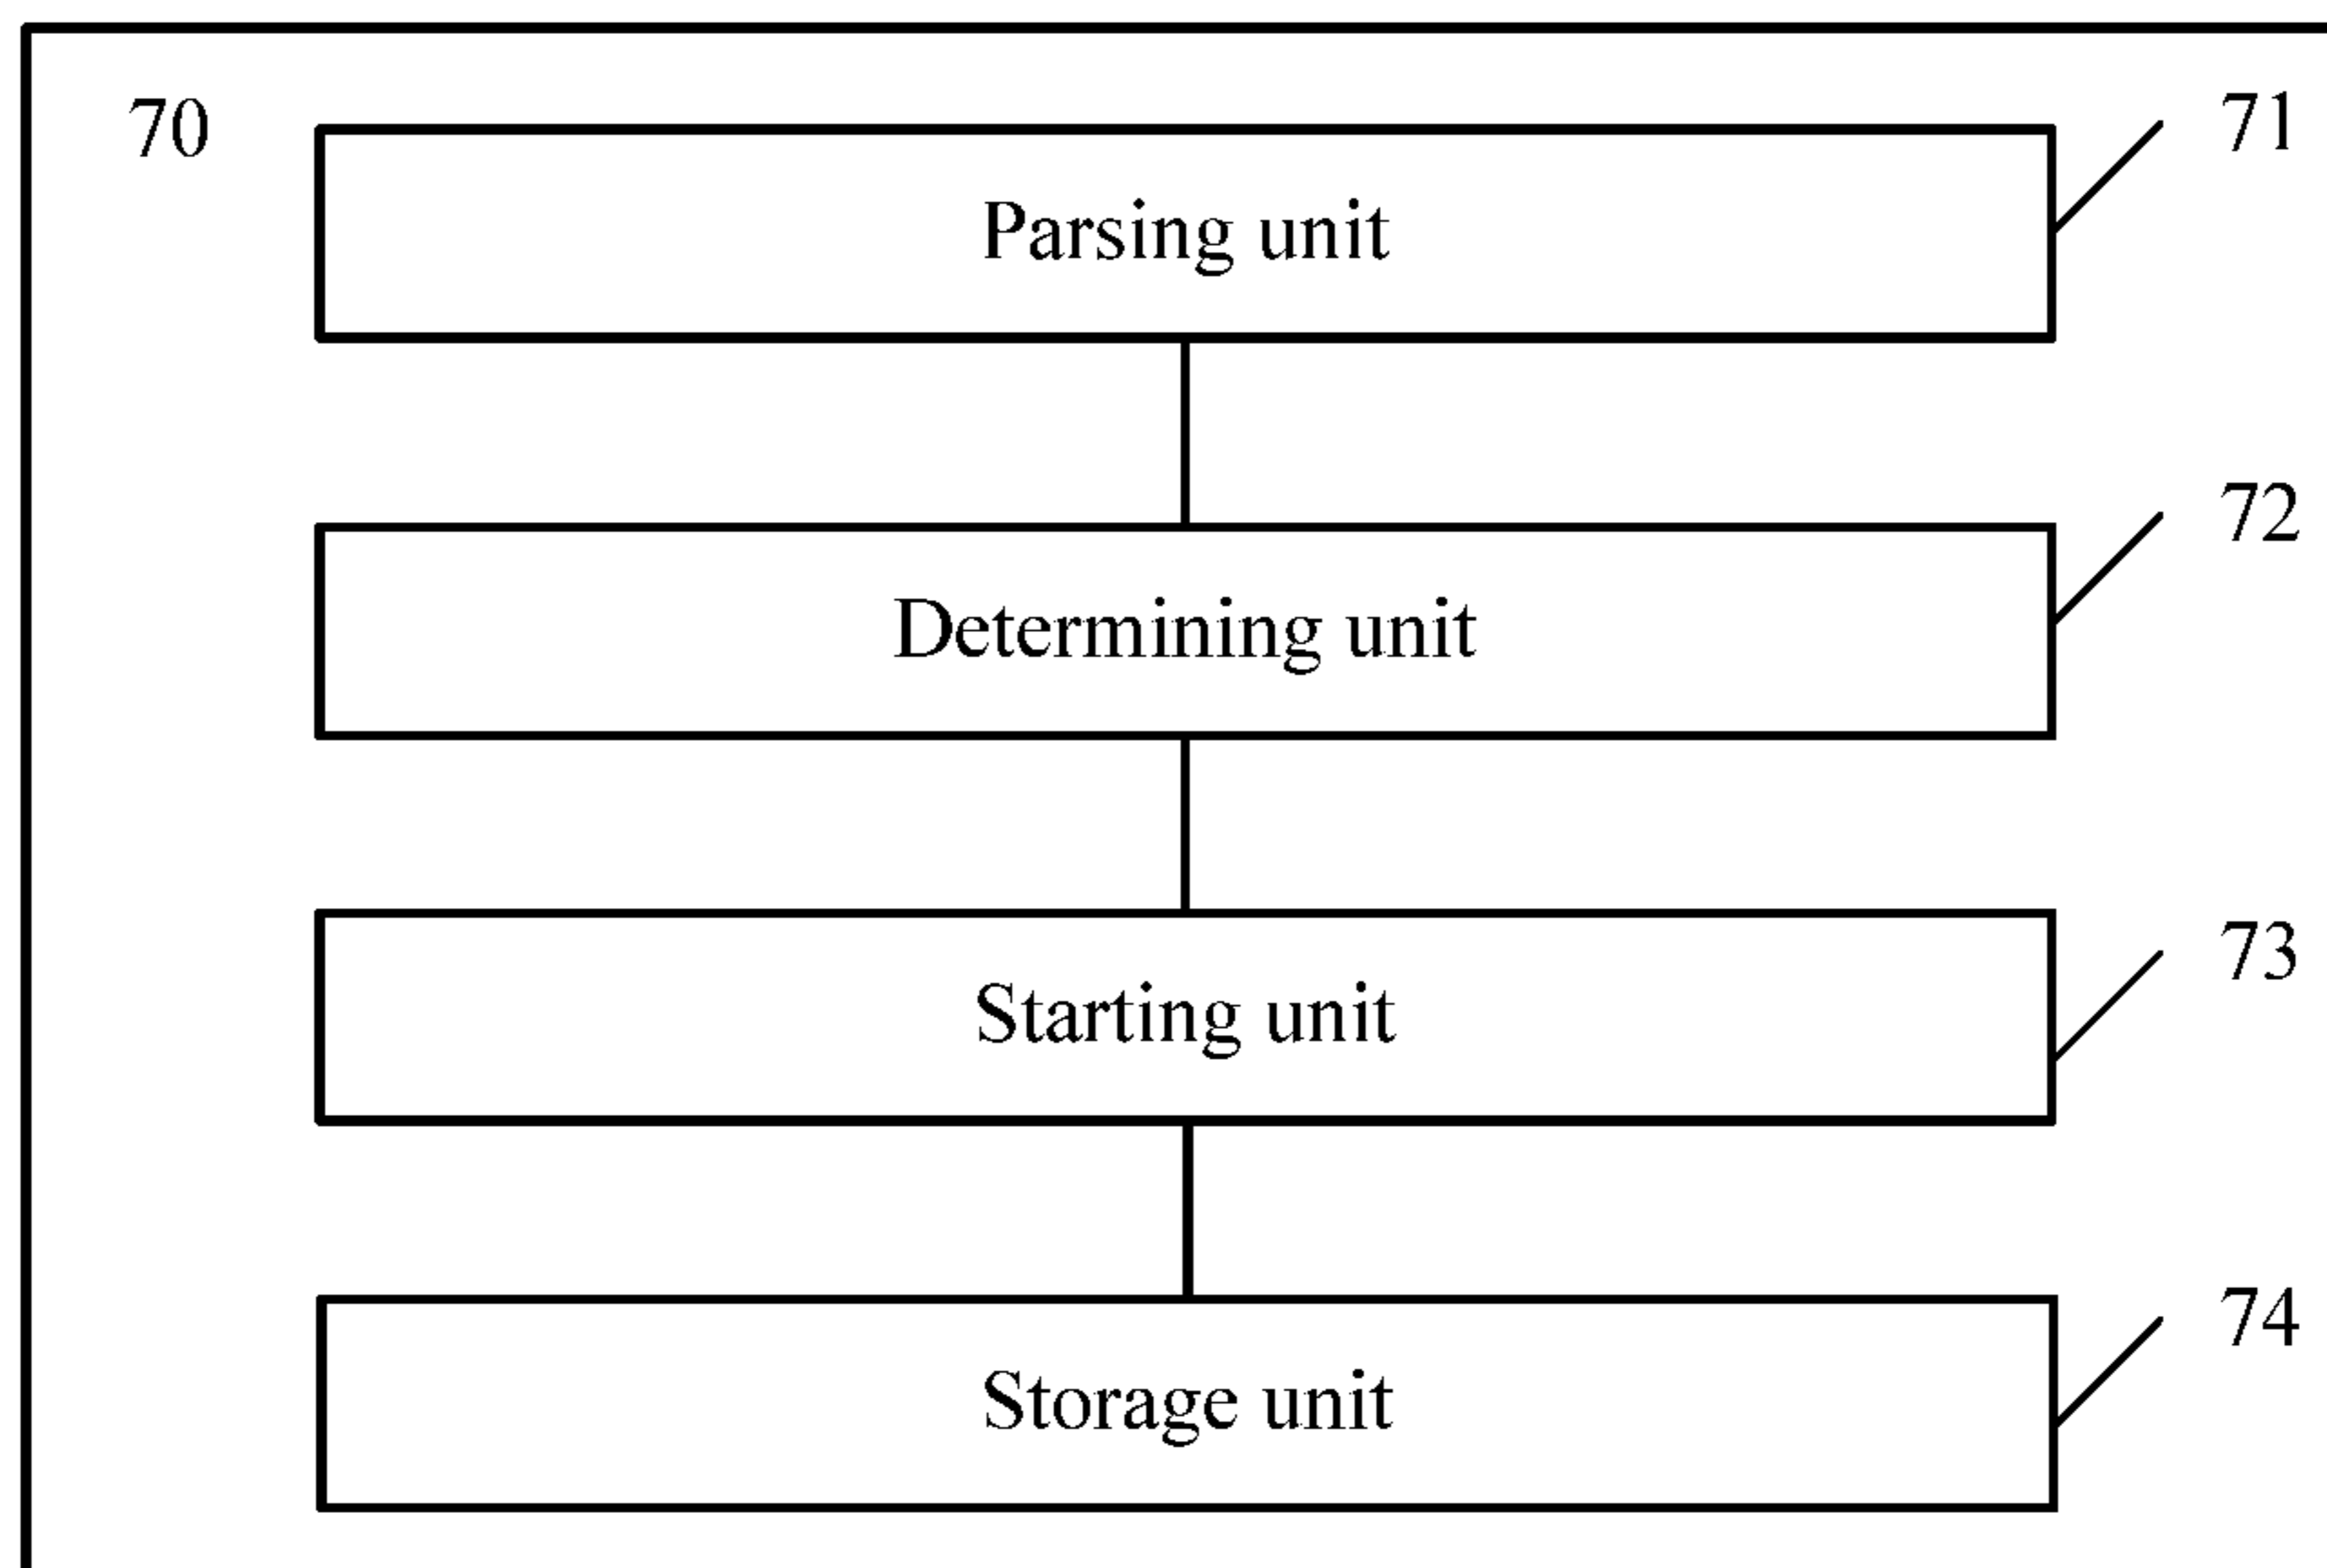 70
71
Parsing unit
72
Determining unit
73
Starting unit
74
Storage unit